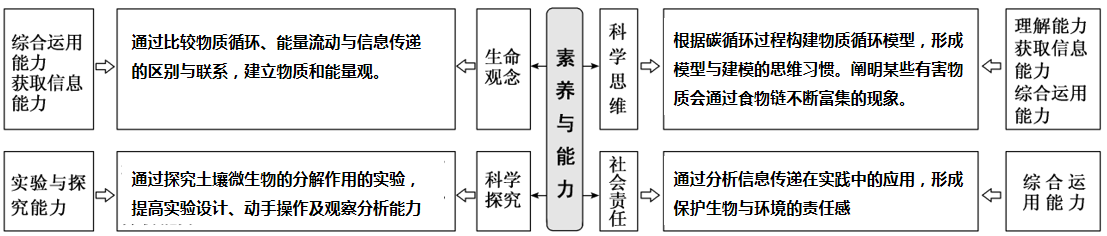 综合运用
能力
获取信息
能力
通过比较物质循环、能量流动与信息传递
的区别与联系，建立物质和能量观。
生命
观念
素养与能力
科学思维
根据碳循环过程构建物质循环模型，形成
模型与建模的思维习惯。阐明某些有害物
质会通过食物链不断富集的现象。
理解能力
获取信息
能力
综合运用
能力
实验与探
究能力
通过探究土壤微生物的分解作用的实验，
提高实验设计、动手操作及观察分析能力
科学
探究
社会责任
通过分析信息传递在实践中的应用，形成
保护生物与环境的责任感
综合运
用能力